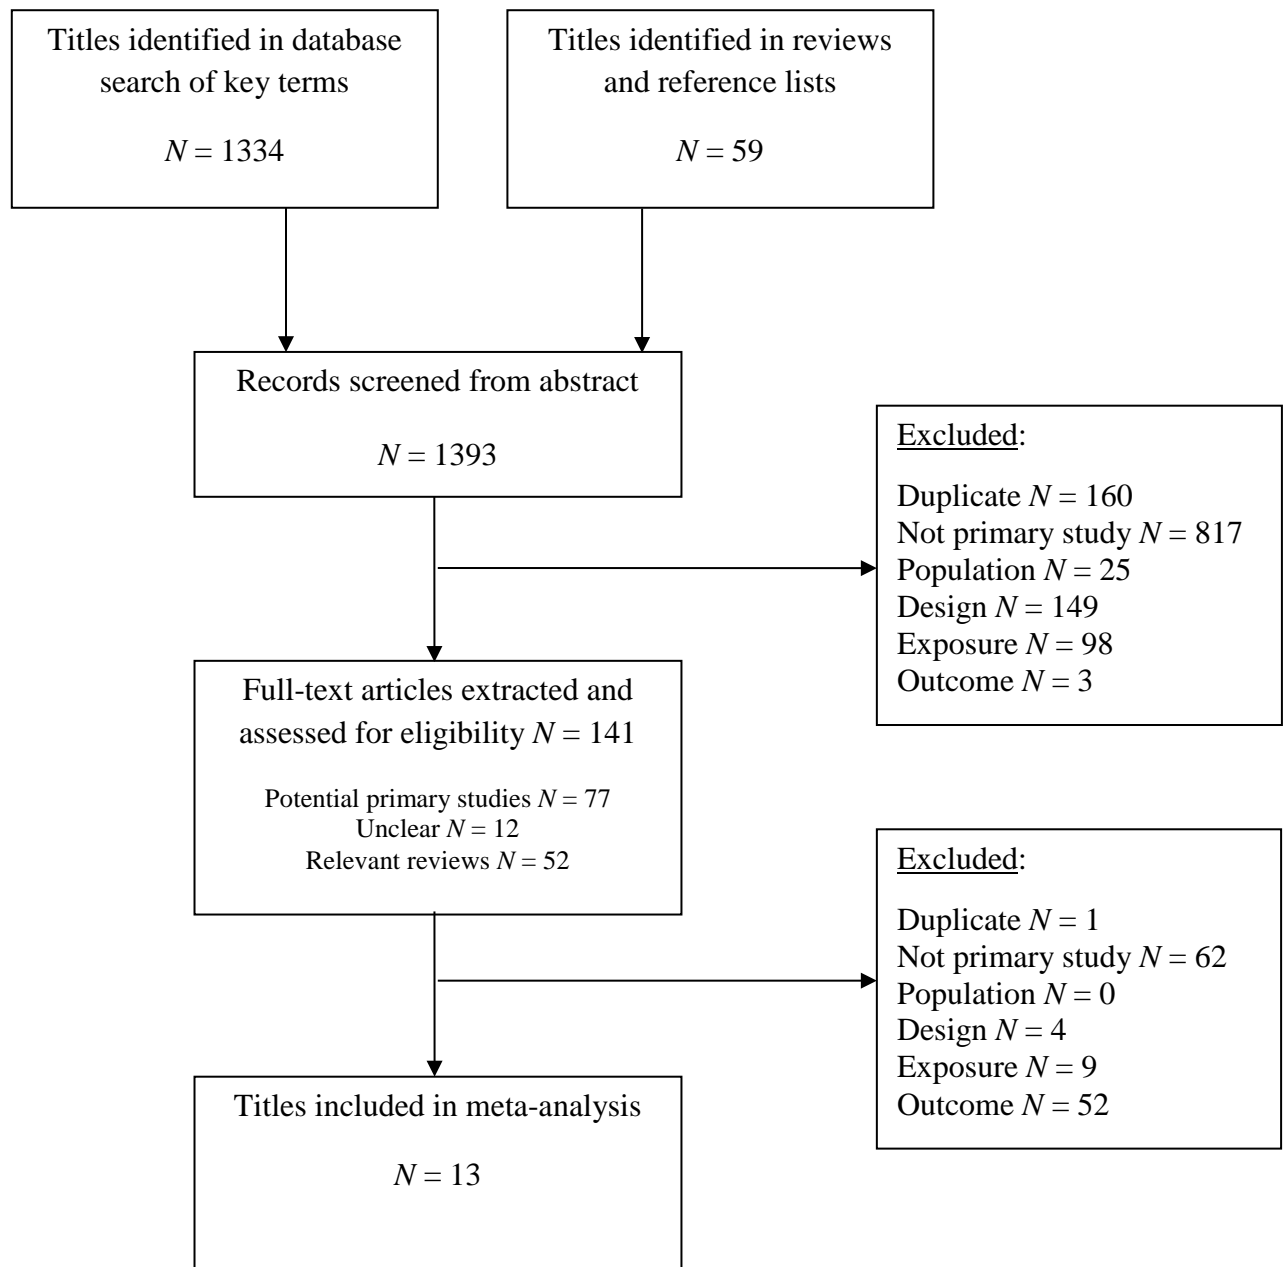 Titles identified in database
search of key terms
N = 1334
Titles identified in reviews
and reference lists
N = 59
Records screened from abstract
N = 1393
Excluded:
Duplicate N = 160
Not primary study N = 817
Population N = 25
Design N = 149
Exposure N = 98
Outcome N = 3
Full-text articles extracted and
assessed for eligibility N = 141
Potential primary studies N = 77
Unclear N = 12
Relevant reviews N = 52
Excluded:
Duplicate N = 1
Not primary study N = 62
Population N = 0
Design N = 4
Exposure N = 9
Outcome N = 52
Titles included in meta-analysis
N = 13